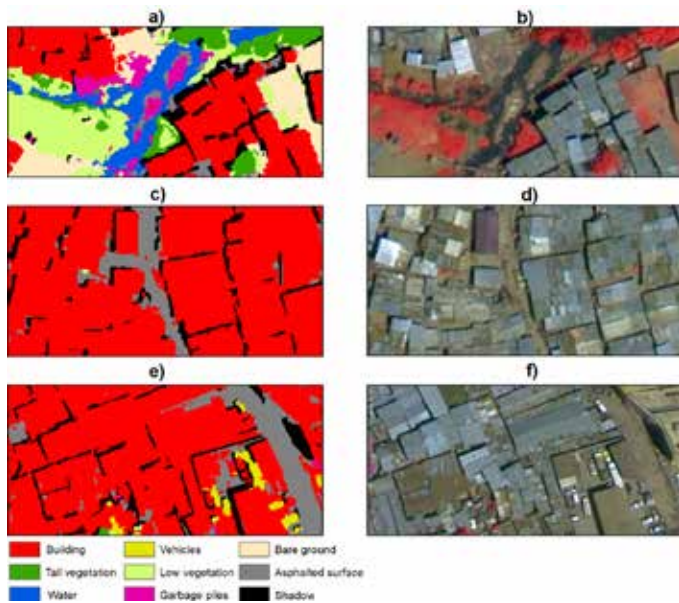 a) b)
c) d)
e) f)
Building Vehicles Bare ground
Tall vegetation Low vegetation Asphalted surface
Water Garbage piles Shadow